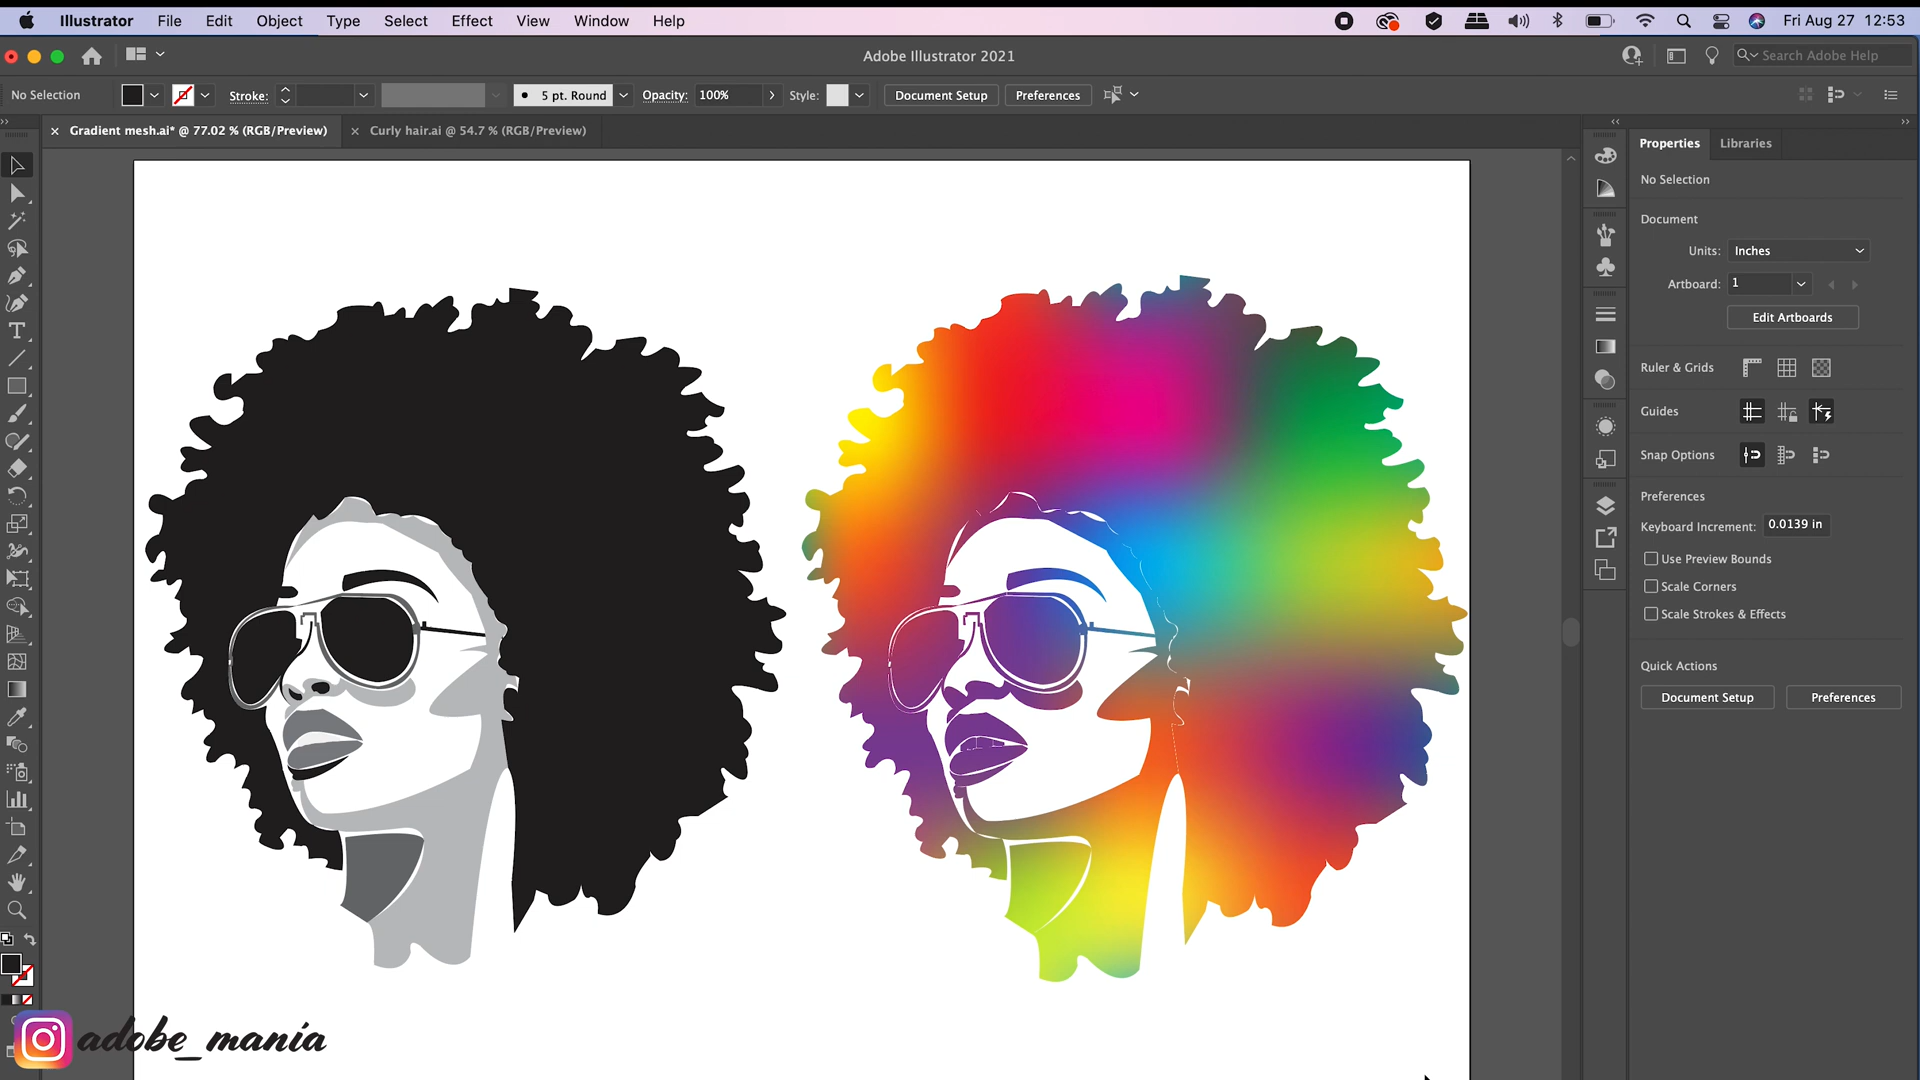 Illustrator File Edit Object Type Select Effect View Window Help Fri Aug 27 12:53
Adobe Illustrator 2021 Search Adobe Help
No Selection Stroke: 5 pt. Round Opacity: 100% Style: Document Setup Preferences
Gradient mesh.ai* @ 77.02 % (RGB/Preview) Curly hair.ai @ 54.7 % (RGB/Preview)
Properties Libraries
No Selection
Document
Units: Inches
Artboard: 1
Edit Artboards
Ruler & Grids
Guides
Snap Options
Preferences
Keyboard Increment: 0.0139 in
Use Preview Bounds
Scale Corners
Scale Strokes & Effects
Quick Actions
Document Setup Preferences
adobe_mania